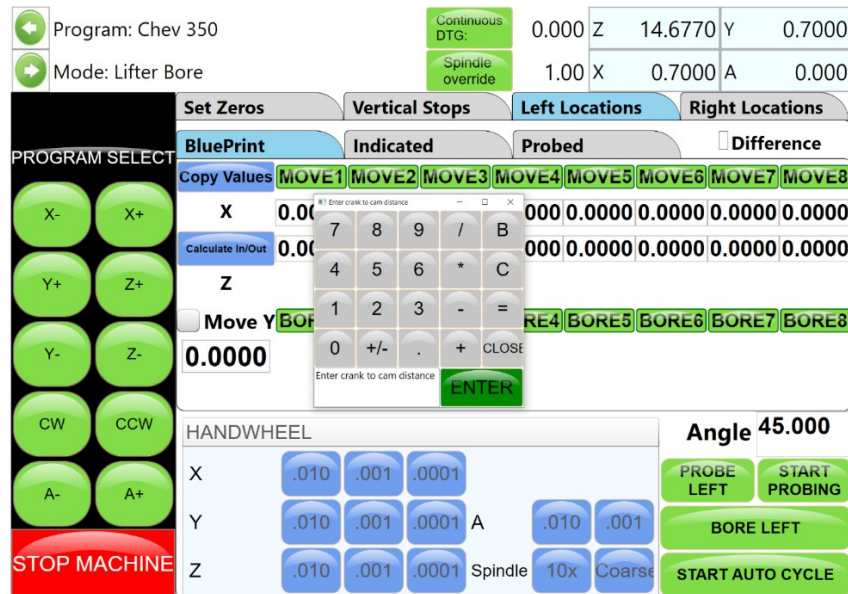 Program: Chev 350
Continuous DTG: 0.000 Z 14.6770 Y 0.7000
Mode: Lifter Bore
Spindle override 1.00 X 0.7000 A 0.000
Set Zeros Vertical Stops Left Locations Right Locations
BluePrint Indicated Probed Difference
PROGRAM SELECT
Copy Values MOVE1 MOVE2 MOVE3 MOVE4 MOVE5 MOVE6 MOVE7 MOVE8
X- X+
X 0.00 000 0.0000 0.0000 0.0000 0.0000
Enter crank to cam distance
7 8 9 / B
Calculate In/Out 0.00 000 0.0000 0.0000 0.0000 0.0000
4 5 6 * C
Y+ Z+
Z
1 2 3 - =
Move Y BOR RE4 BORE5 BORE6 BORE7 BORE8
0 +/- . + CLOSE
Y- Z-
0.0000
Enter crank to cam distance
ENTER
CW CCW
HANDWHEEL
Angle 45.000
X .010 .001 .0001
PROBE LEFT
START PROBING
A- A+
Y .010 .001 .0001 A .010 .001
BORE LEFT
STOP MACHINE
Z .010 .001 .0001 Spindle 10x Coarse
START AUTO CYCLE